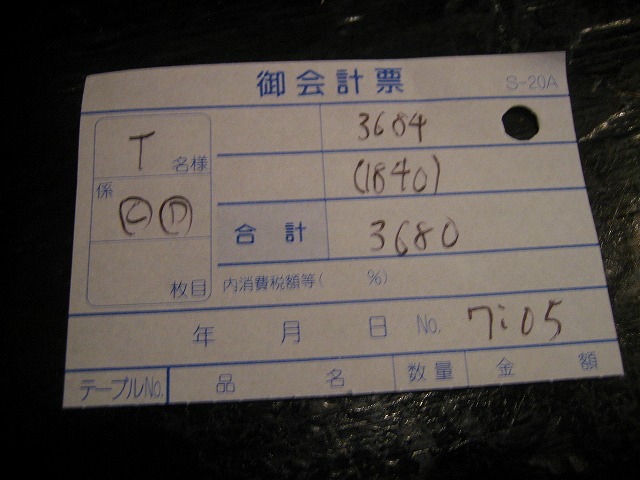 御会計票 S-20A
T 名様
3684
係
(1840)
C D
合計 3680
枚目
内消費税額等( %)
年 月 日 No. 7:05
テーブルNo. 品名 数量 金額